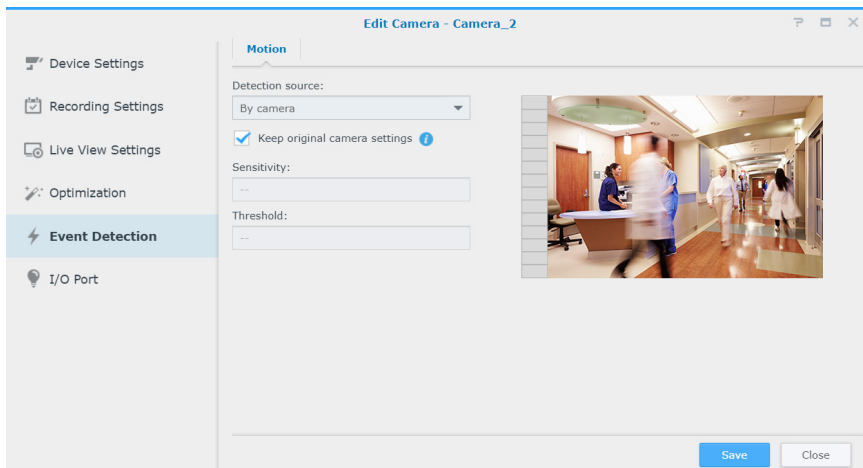 Edit Camera - Camera_2
Device Settings
Recording Settings
Live View Settings
Optimization
Event Detection
I/O Port
Motion
Detection source:
By camera
Keep original camera settings
Sensitivity:
--
Threshold:
--
Save
Close